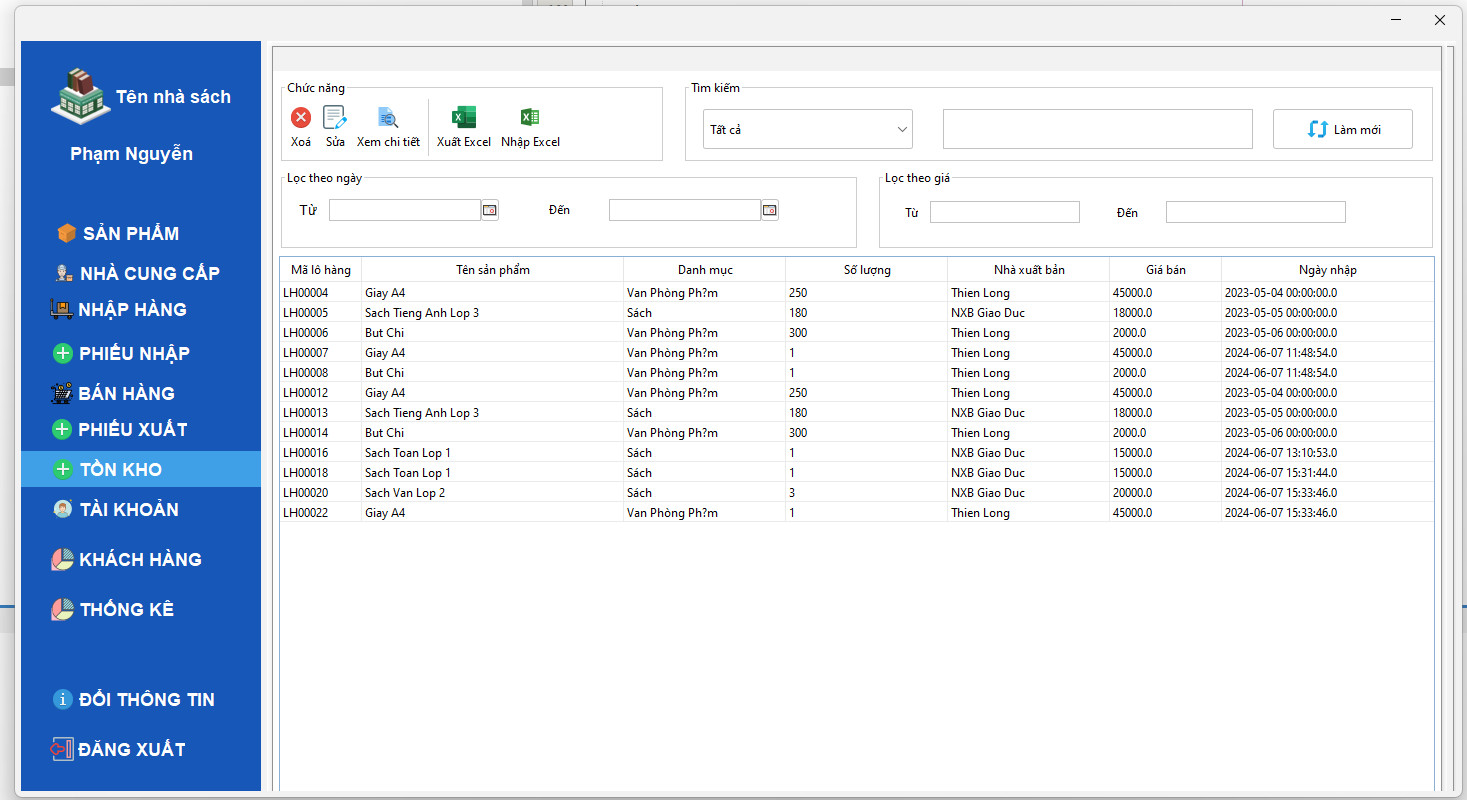 Tên nhà sách
Phạm Nguyễn
SẢN PHẨM
NHÀ CUNG CẤP
NHẬP HÀNG
PHIẾU NHẬP
BÁN HÀNG
PHIẾU XUẤT
TỒN KHO
TÀI KHOẢN
KHÁCH HÀNG
THỐNG KÊ
ĐỔI THÔNG TIN
ĐĂNG XUẤT
Chức năng
Xoá Sửa Xem chi tiết Xuất Excel Nhập Excel
Tìm kiếm
Tất cả Làm mới
Lọc theo ngày
Từ Đến
Lọc theo giá
Từ Đến
Mã lô hàng Tên sản phẩm Danh mục Số lượng Nhà xuất bản Giá bán Ngày nhập
LH00004 Giay A4 Van Phòng Ph?m 250 Thien Long 45000.0 2023-05-04 00:00:00.0
LH00005 Sach Tieng Anh Lop 3 Sách 180 NXB Giao Duc 18000.0 2023-05-05 00:00:00.0
LH00006 But Chi Van Phòng Ph?m 300 Thien Long 2000.0 2023-05-06 00:00:00.0
LH00007 Giay A4 Van Phòng Ph?m 1 Thien Long 45000.0 2024-06-07 11:48:54.0
LH00008 But Chi Van Phòng Ph?m 1 Thien Long 2000.0 2024-06-07 11:48:54.0
LH00012 Giay A4 Van Phòng Ph?m 250 Thien Long 45000.0 2023-05-04 00:00:00.0
LH00013 Sach Tieng Anh Lop 3 Sách 180 NXB Giao Duc 18000.0 2023-05-05 00:00:00.0
LH00014 But Chi Van Phòng Ph?m 300 Thien Long 2000.0 2023-05-06 00:00:00.0
LH00016 Sach Toan Lop 1 Sách 1 NXB Giao Duc 15000.0 2024-06-07 13:10:53.0
LH00018 Sach Toan Lop 1 Sách 1 NXB Giao Duc 15000.0 2024-06-07 15:31:44.0
LH00020 Sach Van Lop 2 Sách 3 NXB Giao Duc 20000.0 2024-06-07 15:33:46.0
LH00022 Giay A4 Van Phòng Ph?m 1 Thien Long 45000.0 2024-06-07 15:33:46.0